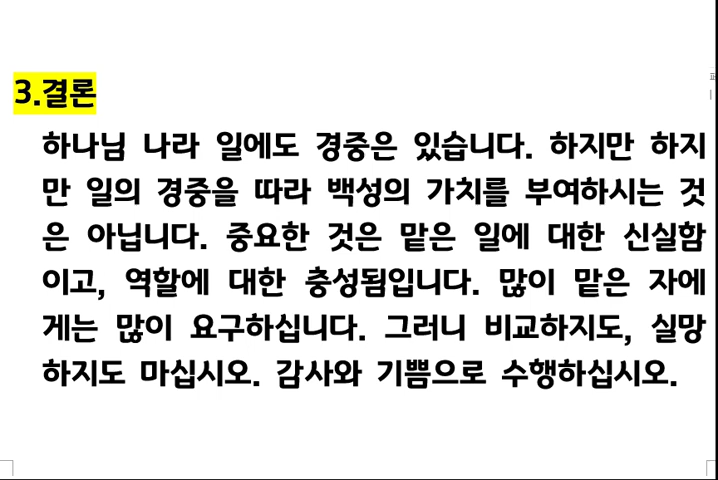 3.결론
하나님 나라 일에도 경중은 있습니다. 하지만 하지
만 일의 경중을 따라 백성의 가치를 부여하시는 것
은 아닙니다. 중요한 것은 맡은 일에 대한 신실함
이고, 역할에 대한 충성됨입니다. 많이 맡은 자에
게는 많이 요구하십니다. 그러니 비교하지도, 실망
하지도 마십시오. 감사와 기쁨으로 수행하십시오.